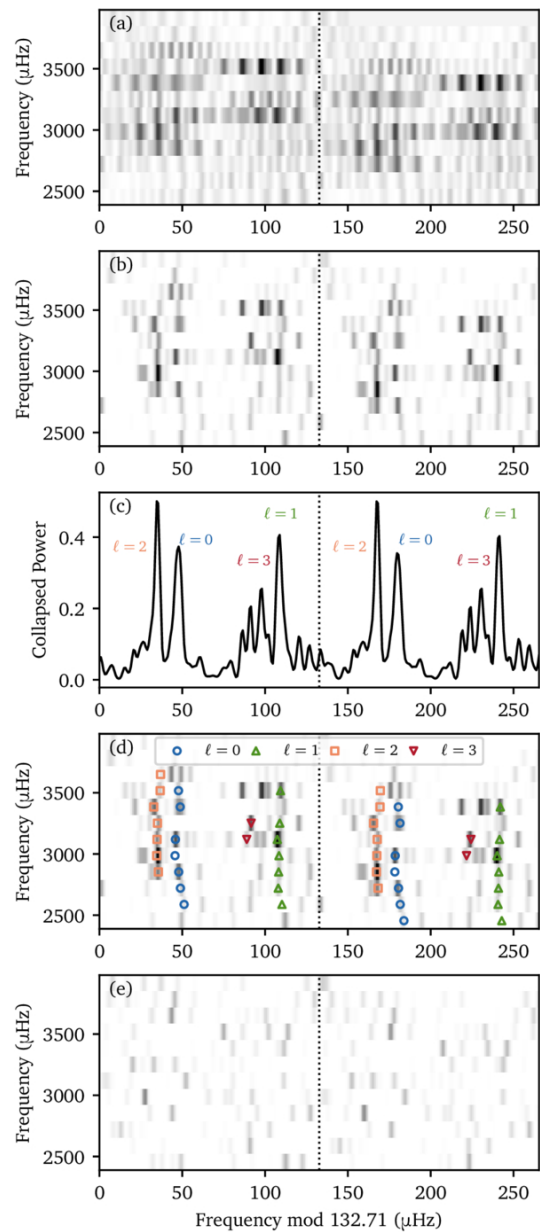 (a)
Frequency (μHz)
3500
3000
2500
0 50 100 150 200 250
(b)
Frequency (μHz)
3500
3000
2500
0 50 100 150 200 250
(c)
Collapsed Power
0.4
0.2
0.0
ℓ = 2
ℓ = 0
ℓ = 3
ℓ = 1
ℓ = 2
ℓ = 0
ℓ = 3
ℓ = 1
0 50 100 150 200 250
(d)
ℓ = 0 ℓ = 1 ℓ = 2 ℓ = 3
Frequency (μHz)
3500
3000
2500
0 50 100 150 200 250
(e)
Frequency (μHz)
3500
3000
2500
0 50 100 150 200 250
Frequency mod 132.71 (μHz)